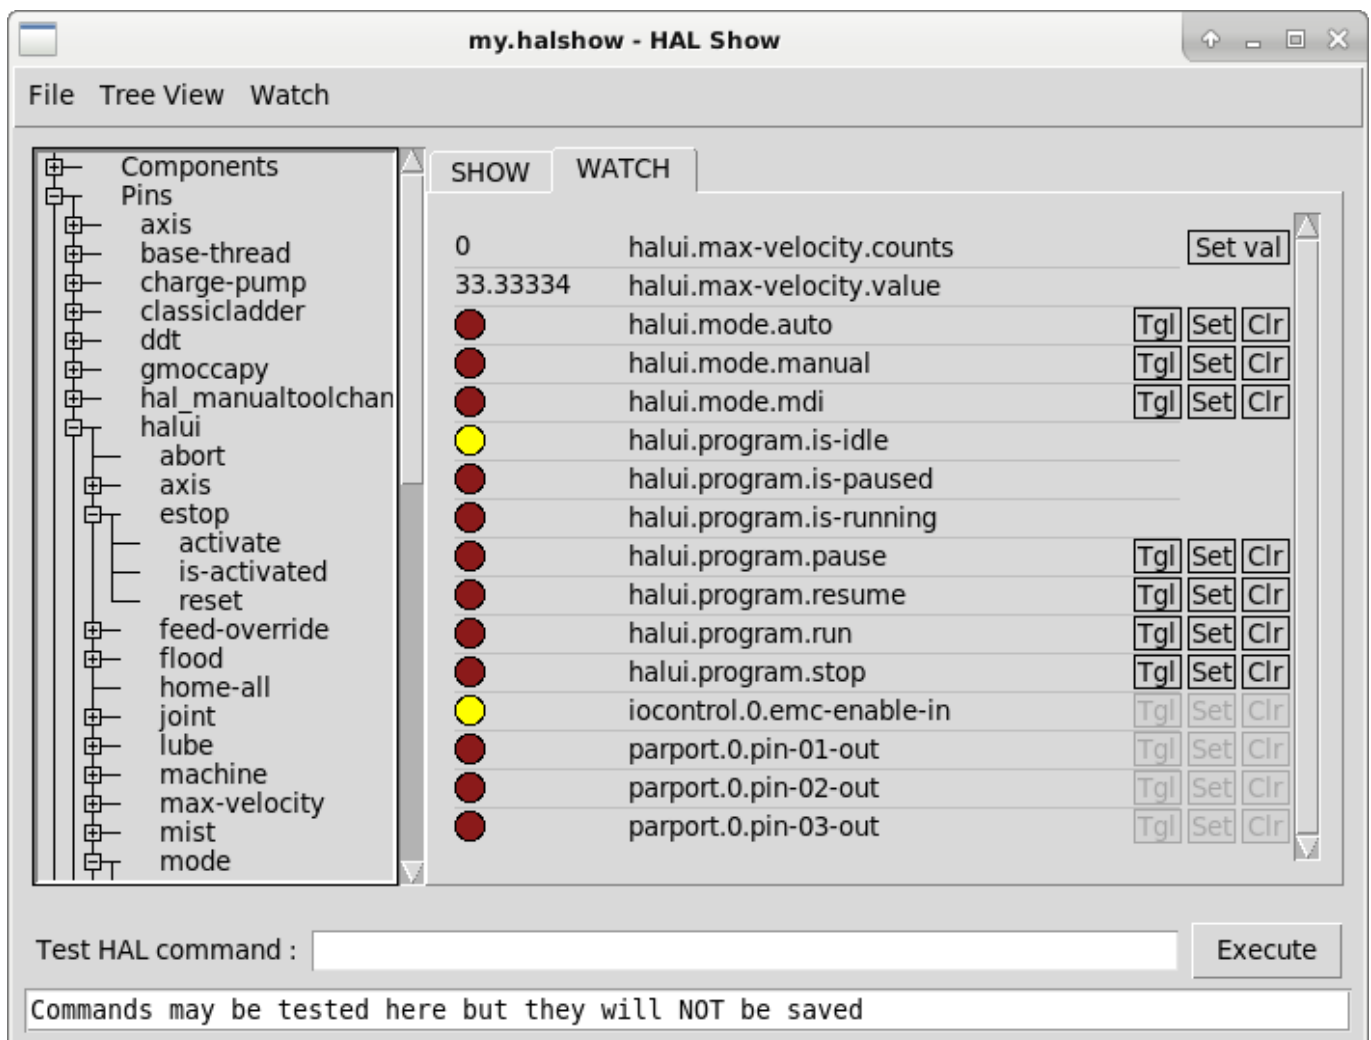 my.halshow - HAL Show
File Tree View Watch
Components
Pins
axis
base-thread
charge-pump
classicladder
ddt
gmoccapy
hal_manualtoolchan
halui
abort
axis
estop
activate
is-activated
reset
feed-override
flood
home-all
joint
lube
machine
max-velocity
mist
mode
SHOW WATCH
0 halui.max-velocity.counts Set val
33.33334 halui.max-velocity.value
halui.mode.auto Tgl Set Clr
halui.mode.manual Tgl Set Clr
halui.mode.mdi Tgl Set Clr
halui.program.is-idle
halui.program.is-paused
halui.program.is-running
halui.program.pause Tgl Set Clr
halui.program.resume Tgl Set Clr
halui.program.run Tgl Set Clr
halui.program.stop Tgl Set Clr
iocontrol.0.emc-enable-in Tgl Set Clr
parport.0.pin-01-out Tgl Set Clr
parport.0.pin-02-out Tgl Set Clr
parport.0.pin-03-out Tgl Set Clr
Test HAL command : Execute
Commands may be tested here but they will NOT be saved